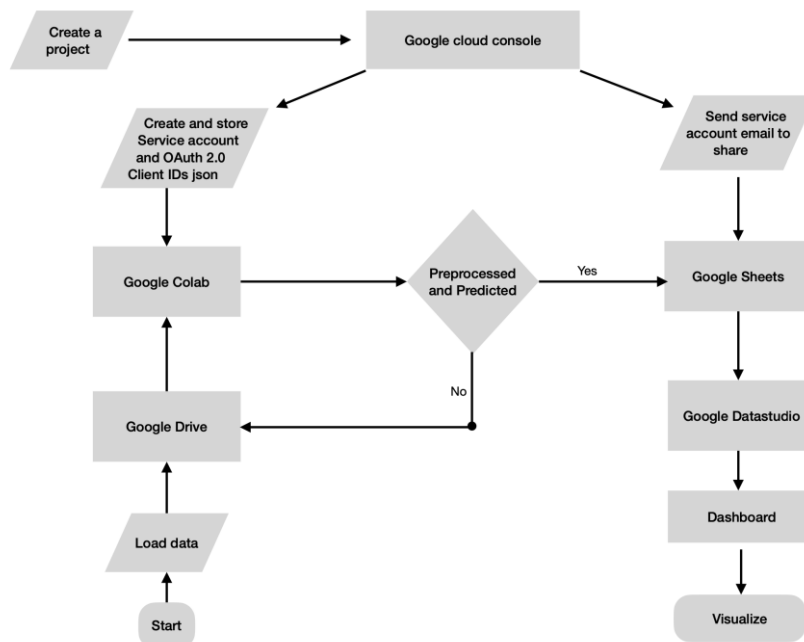 Create a
project
Google cloud console
Create and store
Service account
and OAuth 2.0
Client IDs json
Send service
account email to
share
Google Colab
Preprocessed
and Predicted
Yes
Google Sheets
No
Google Drive
Google Datastudio
Load data
Dashboard
Start
Visualize